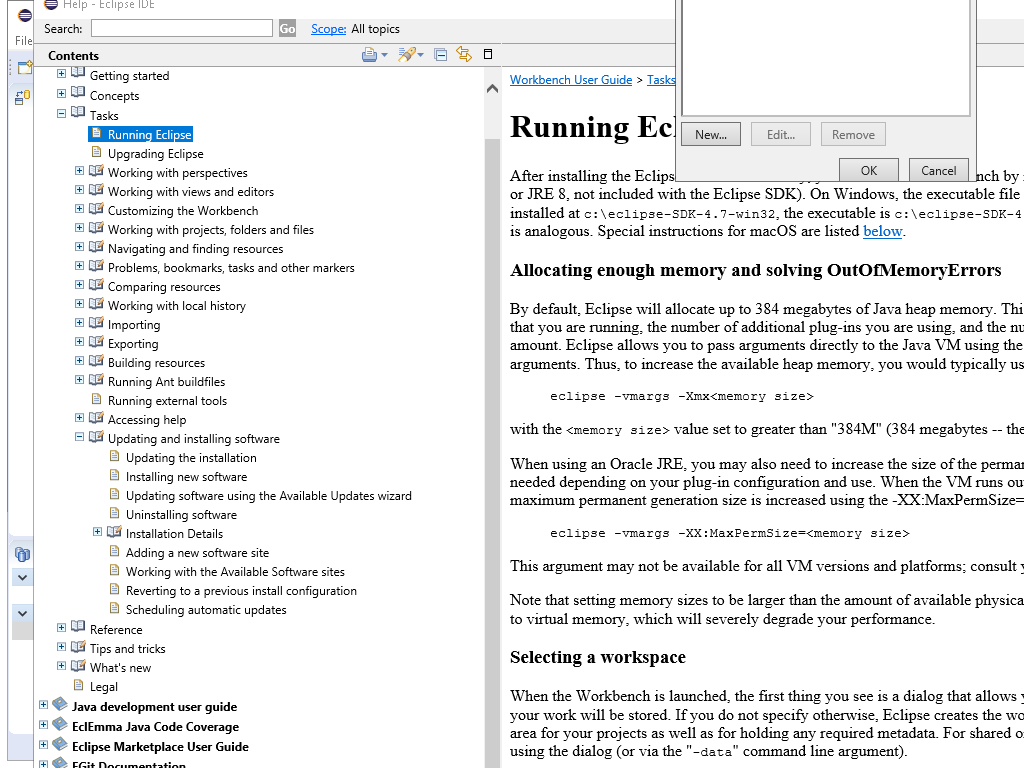 Help - Eclipse IDE
File
Search:
Go
Scope: All topics
Contents
Getting started
Concepts
Tasks
Running Eclipse
Upgrading Eclipse
Working with perspectives
Working with views and editors
Customizing the Workbench
Working with projects, folders and files
Navigating and finding resources
Problems, bookmarks, tasks and other markers
Comparing resources
Working with local history
Importing
Exporting
Building resources
Running Ant buildfiles
Running external tools
Accessing help
Updating and installing software
Updating the installation
Installing new software
Updating software using the Available Updates wizard
Uninstalling software
Installation Details
Adding a new software site
Working with the Available Software sites
Reverting to a previous install configuration
Scheduling automatic updates
Reference
Tips and tricks
What's new
Legal
Java development user guide
EclEmma Java Code Coverage
Eclipse Marketplace User Guide
EGit Documentation
Workbench User Guide > Tasks
New...
Edit...
Remove
OK
Cancel
Running Ec
After installing the Eclips nch by
or JRE 8, not included with the Eclipse SDK). On Windows, the executable file
installed at c:\eclipse-SDK-4.7-win32, the executable is c:\eclipse-SDK-4
is analogous. Special instructions for macOS are listed below.
Allocating enough memory and solving OutOfMemoryErrors
By default, Eclipse will allocate up to 384 megabytes of Java heap memory. Thi
that you are running, the number of additional plug-ins you are using, and the nu
amount. Eclipse allows you to pass arguments directly to the Java VM using the
arguments. Thus, to increase the available heap memory, you would typically us
eclipse -vmargs -Xmx<memory size>
with the <memory size> value set to greater than "384M" (384 megabytes -- the
When using an Oracle JRE, you may also need to increase the size of the perma
needed depending on your plug-in configuration and use. When the VM runs ou
maximum permanent generation size is increased using the -XX:MaxPermSize=
eclipse -vmargs -XX:MaxPermSize=<memory size>
This argument may not be available for all VM versions and platforms; consult y
Note that setting memory sizes to be larger than the amount of available physica
to virtual memory, which will severely degrade your performance.
Selecting a workspace
When the Workbench is launched, the first thing you see is a dialog that allows y
your work will be stored. If you do not specify otherwise, Eclipse creates the wo
area for your projects as well as for holding any required metadata. For shared o
using the dialog (or via the "-data" command line argument).